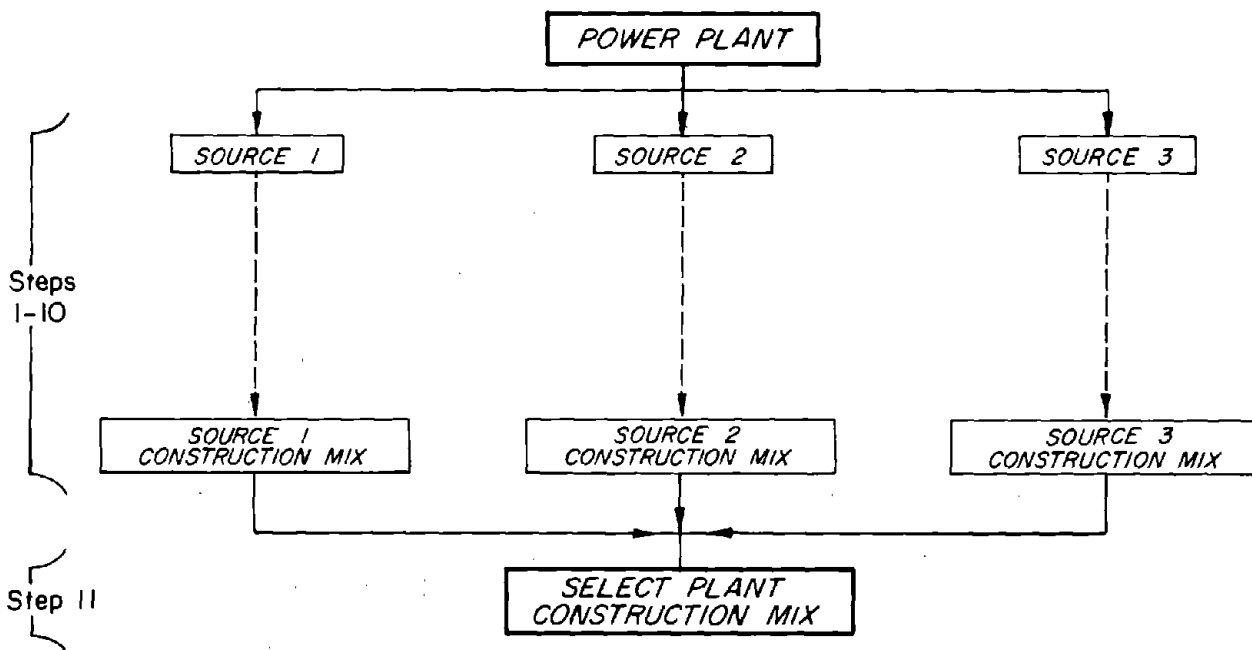 POWER PLANT
SOURCE 1
SOURCE 2
SOURCE 3
Steps
1-10
SOURCE 1
CONSTRUCTION MIX
SOURCE 2
CONSTRUCTION MIX
SOURCE 3
CONSTRUCTION MIX
Step 11
SELECT PLANT
CONSTRUCTION MIX